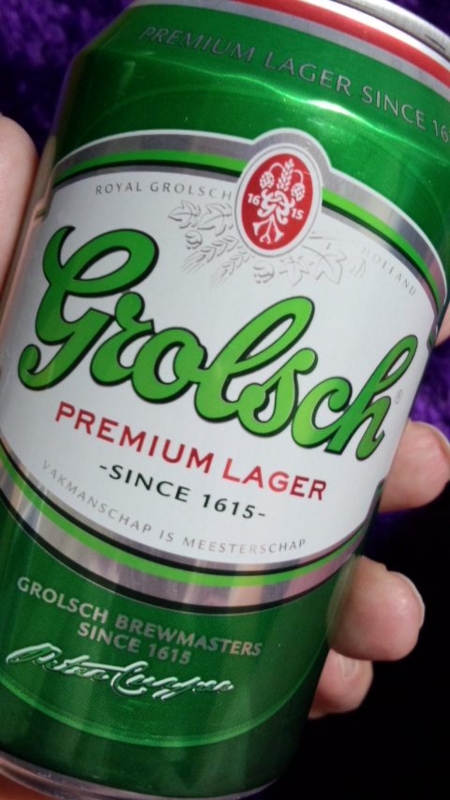 PREMIUM LAGER SINCE 16
ROYAL GROLSCH
HOLLAND
16 15
Grolsch®
PREMIUM LAGER
-SINCE 1615-
VAKMANSCHAP IS MEESTERSCHAP
GROLSCH BREWMASTERS
SINCE 1615